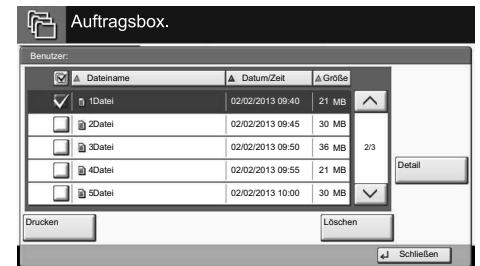 Auftragsbox.
Benutzer:
Dateiname Datum/Zeit Größe
1Datei 02/02/2013 09:40 21 MB
2Datei 02/02/2013 09:45 30 MB
3Datei 02/02/2013 09:50 36 MB 2/3
4Datei 02/02/2013 09:55 21 MB Detail
5Datei 02/02/2013 10:00 30 MB
Drucken Löschen
Schließen